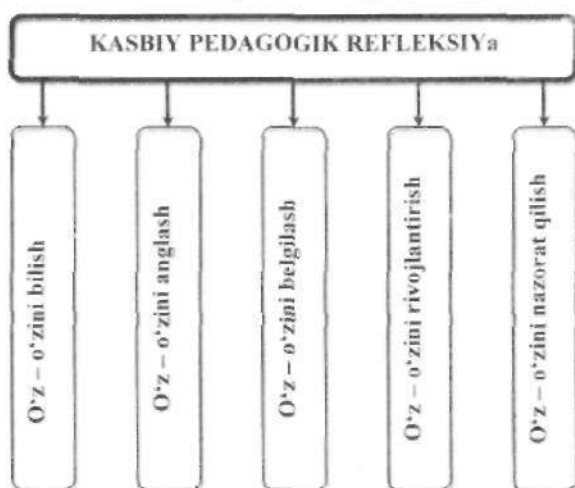 KASBIY PEDAGOGIK REFLEKSIYa
O‘z – o‘zini bilish
O‘z – o‘zini anglash
O‘z – o‘zini belgilash
O‘z – o‘zini rivojlantirish
O‘z – o‘zini nazorat qilish